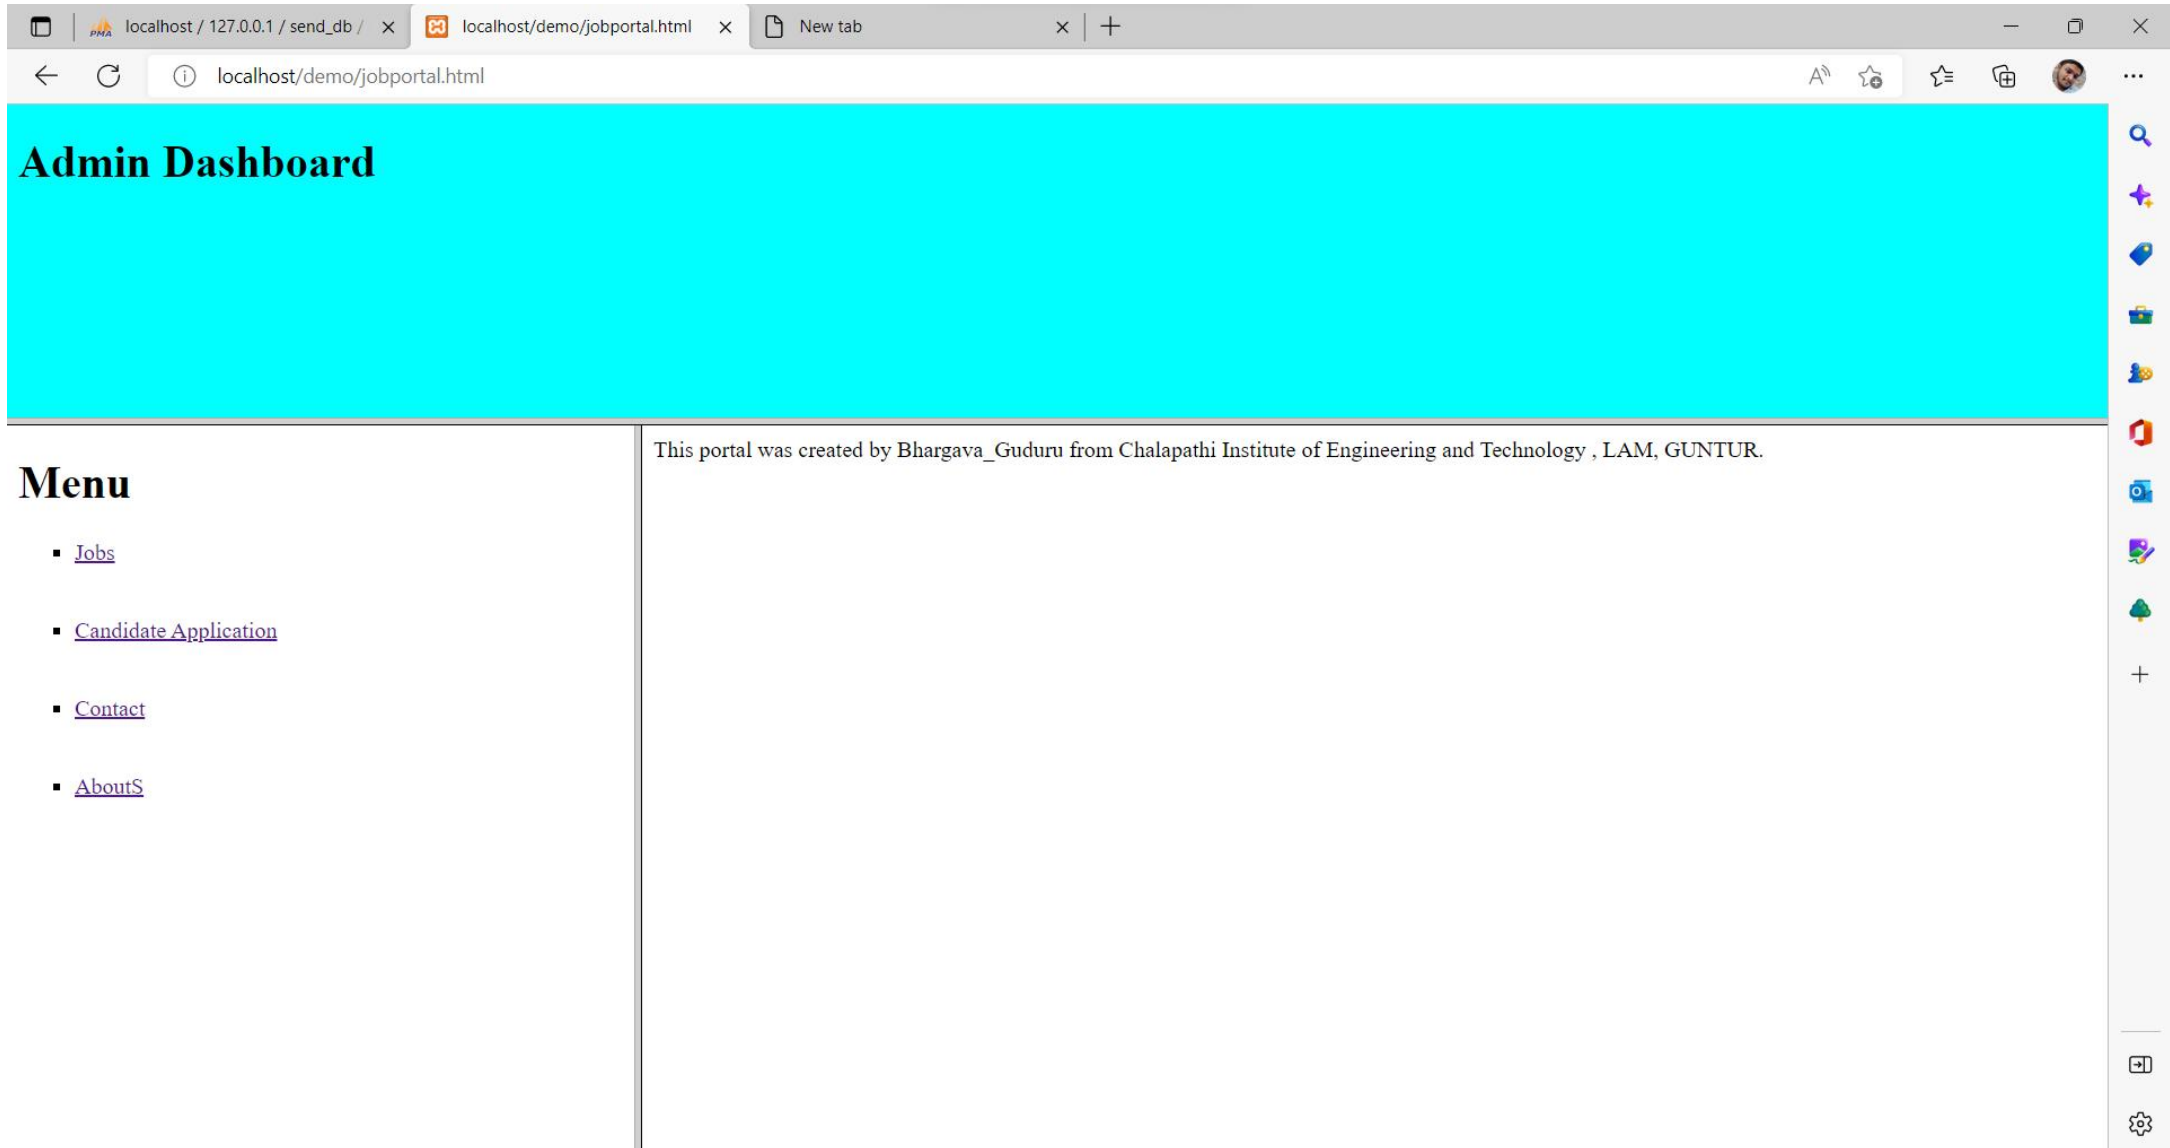 localhost / 127.0.0.1 / send_db /
localhost/demo/jobportal.html
New tab
localhost/demo/jobportal.html
Admin Dashboard
Menu
Jobs
Candidate Application
Contact
AboutS
This portal was created by Bhargava_Guduru from Chalapathi Institute of Engineering and Technology , LAM, GUNTUR.